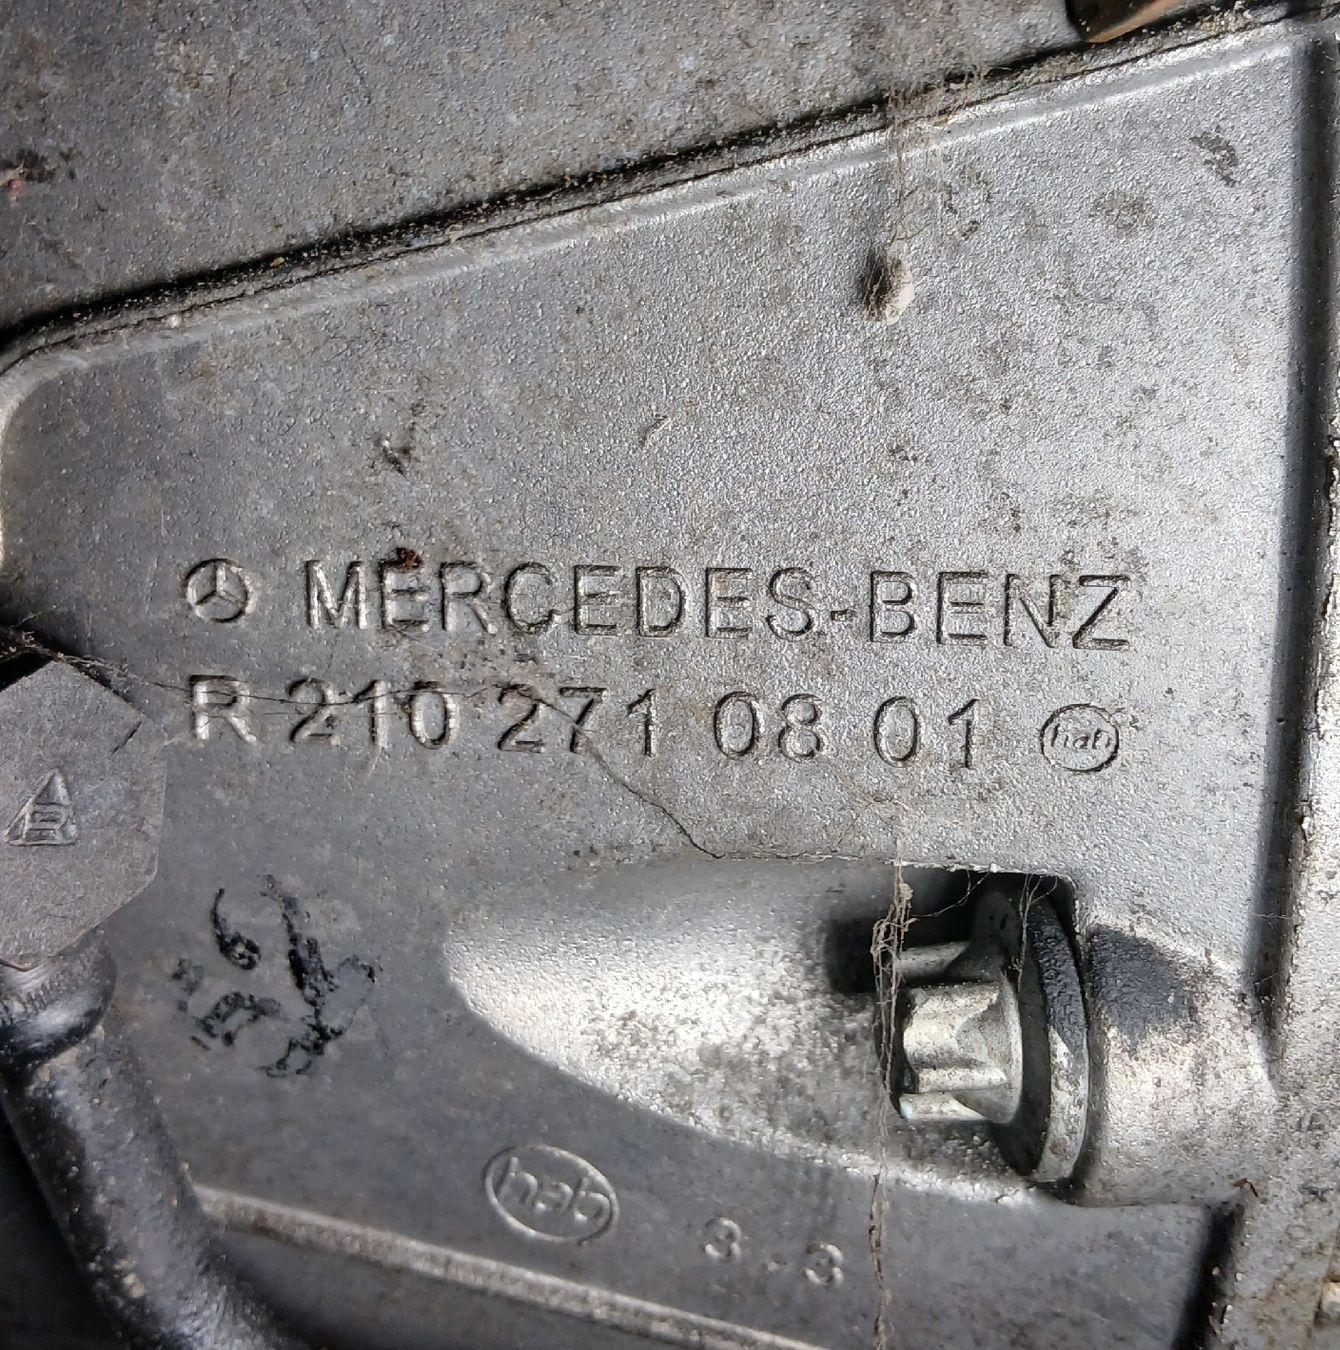 MERCEDES-BENZ
R 210 271 08 01 hab
hab
3-3